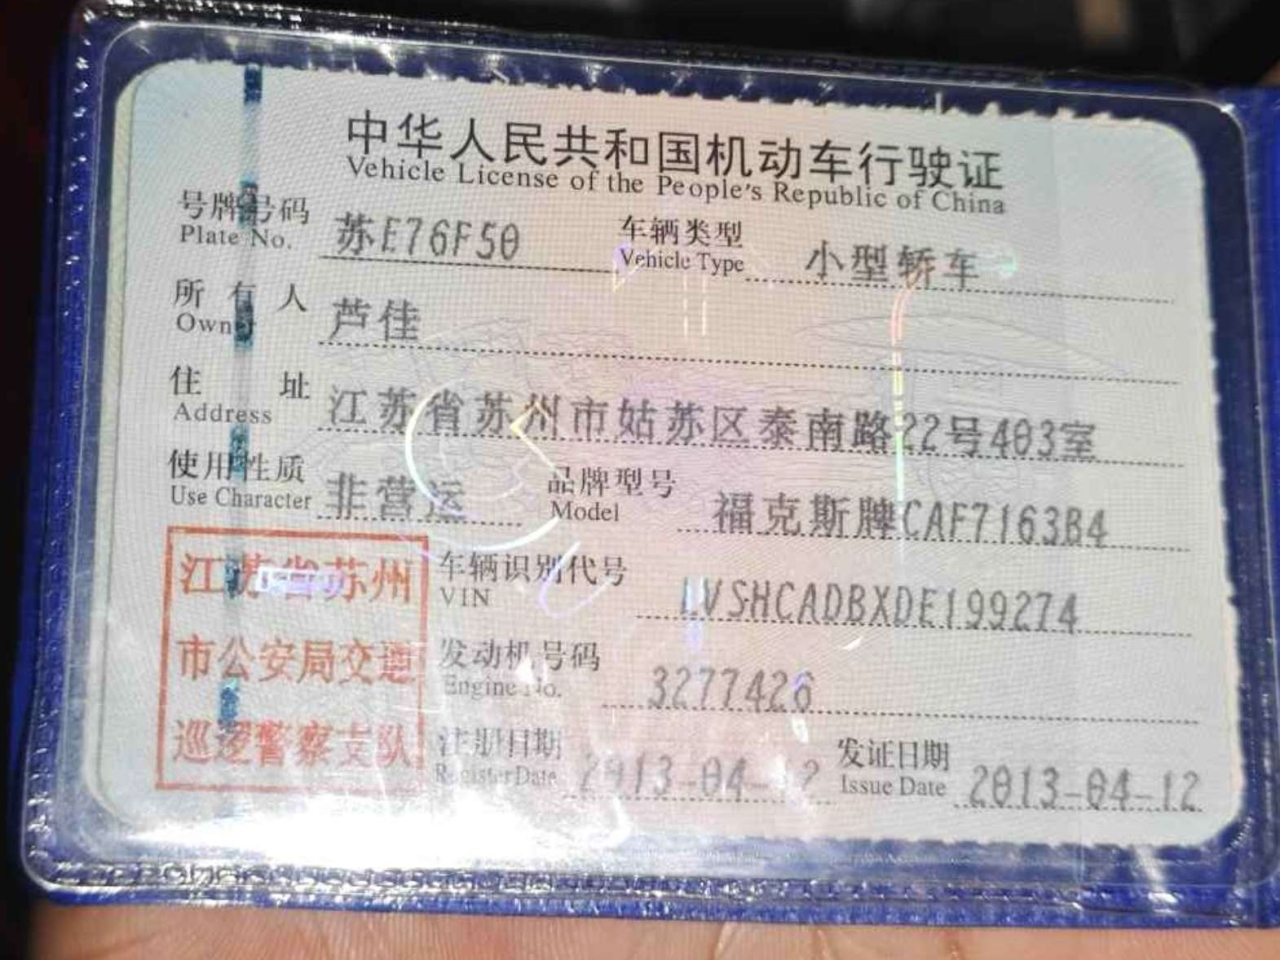 中华人民共和国机动车行驶证
Vehicle License of the People's Republic of China
号牌号码 苏E76F50 车辆类型 小型轿车
Plate No. Vehicle Type
所有人 芦佳
Owner
住址 江苏省苏州市姑苏区泰南路22号403室
Address
使用性质 非营运 品牌型号 福克斯牌CAF7163B4
Use Character Model
江苏省苏州
市公安局交通
巡逻警察支队
车辆识别代号 LVSHCADBXDE199274
VIN
发动机号码 3277426
Engine No.
注册日期 2013-04-12 发证日期 2013-04-12
Register Date Issue Date